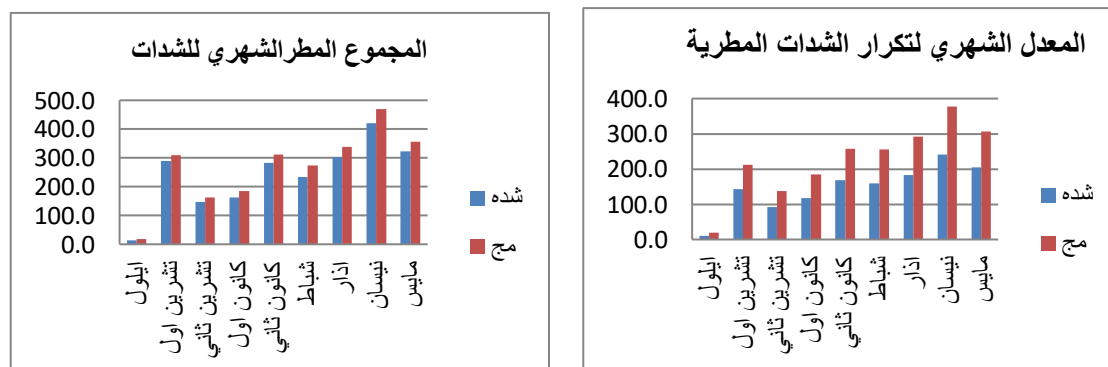 المعدل الشهري لتكرار الشدات المطرية
400.0
300.0
200.0
100.0
0.0
ايلول
تشرين اول
تشرين ثاني
كانون اول
كانون ثاني
شباط
اذار
نيسان
مايس
شده
مج
المجموع المطرالشهري للشدات
500.0
400.0
300.0
200.0
100.0
0.0
ايلول
تشرين اول
تشرين ثاني
كانون اول
كانون ثاني
شباط
اذار
نيسان
مايس
شده
مج